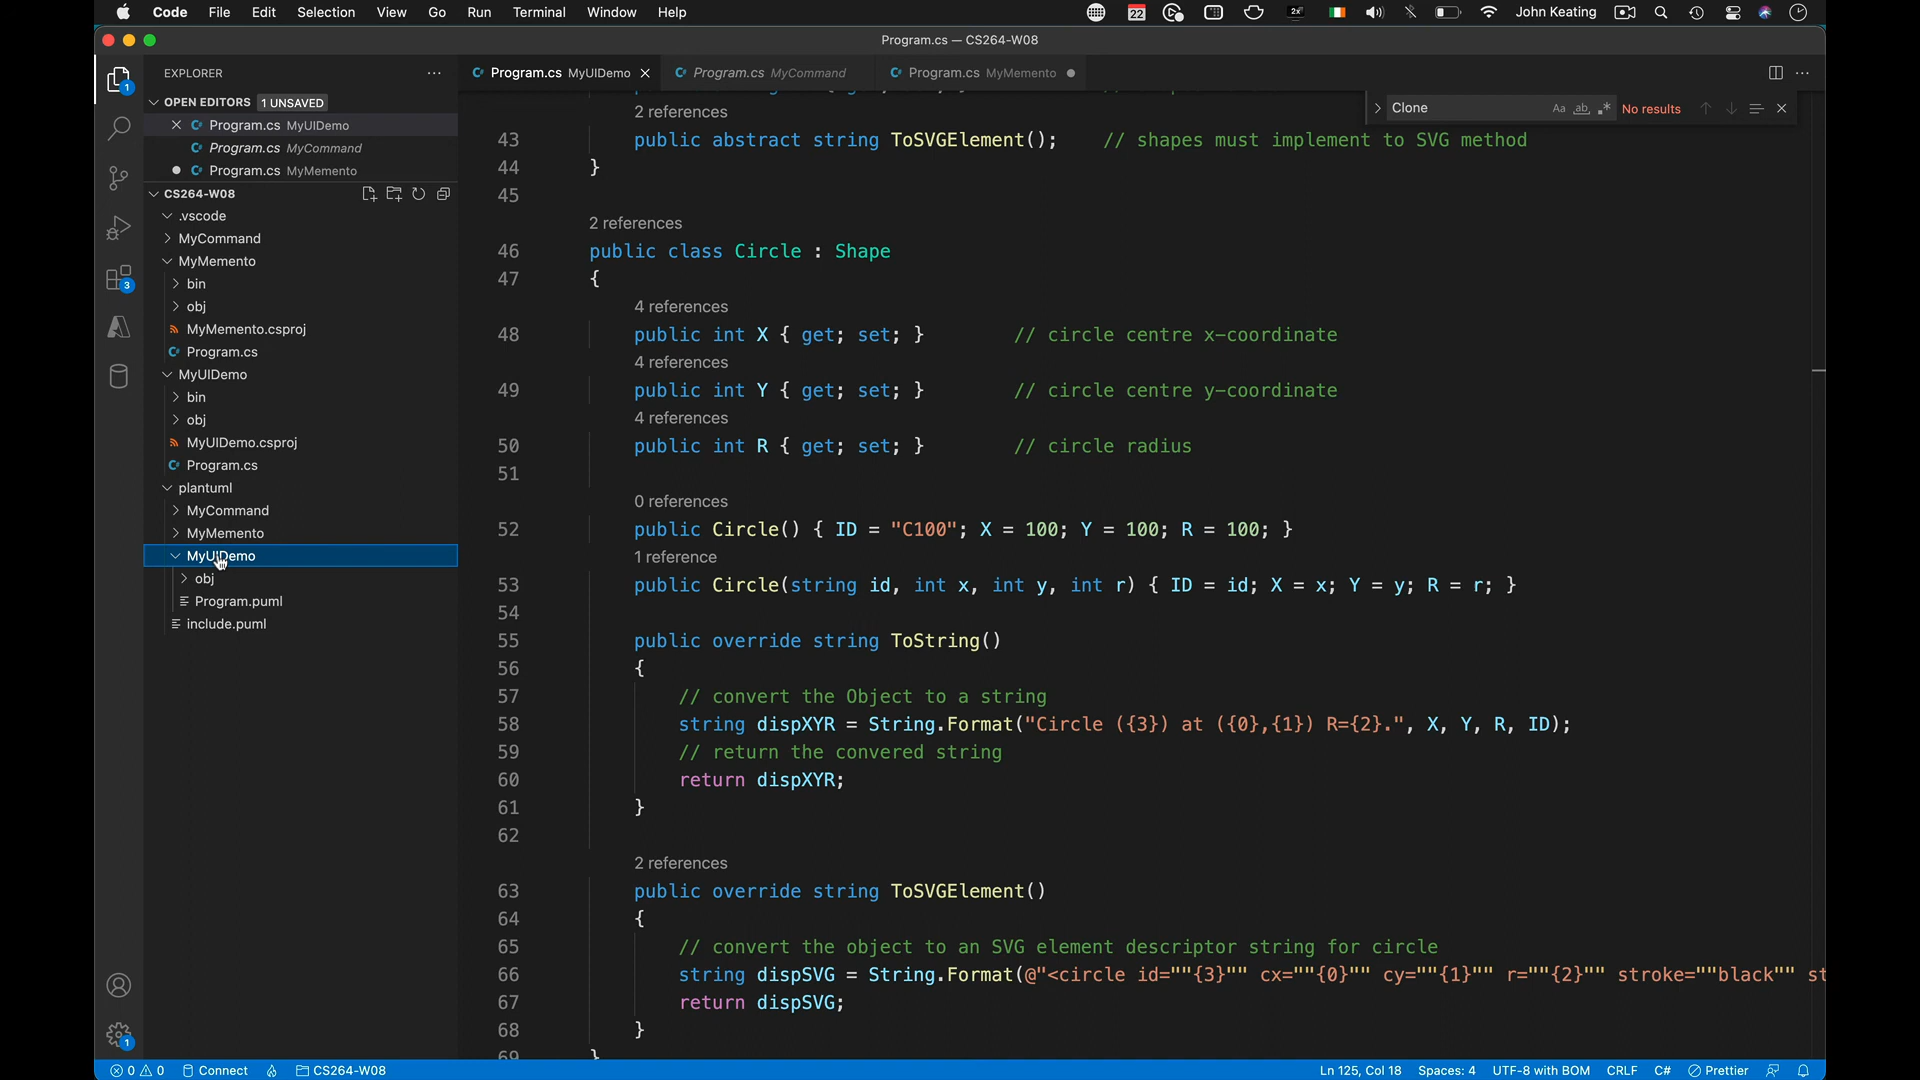 Code File Edit Selection View Go Run Terminal Window Help
22
2x
John Keating
Program.cs — CS264-W08
1
3
1
EXPLORER
OPEN EDITORS 1 UNSAVED
Program.cs MyUIDemo
Program.cs MyCommand
Program.cs MyMemento
CS264-W08
.vscode
MyCommand
MyMemento
bin
obj
MyMemento.csproj
Program.cs
MyUIDemo
bin
obj
MyUIDemo.csproj
Program.cs
plantuml
MyCommand
MyMemento
MyUIDemo
obj
Program.puml
include.puml
Program.cs MyUIDemo
Program.cs MyCommand
Program.cs MyMemento
Clone Aa ab No results
2 references
43 public abstract string ToSVGElement(); // shapes must implement to SVG method
44 }
45
2 references
46 public class Circle : Shape
47 {
4 references
48 public int X { get; set; } // circle centre x-coordinate
4 references
49 public int Y { get; set; } // circle centre y-coordinate
4 references
50 public int R { get; set; } // circle radius
51
0 references
52 public Circle() { ID = "C100"; X = 100; Y = 100; R = 100; }
1 reference
53 public Circle(string id, int x, int y, int r) { ID = id; X = x; Y = y; R = r; }
54
55 public override string ToString()
56 {
57 // convert the Object to a string
58 string dispXYR = String.Format("Circle ({3}) at ({0},{1}) R={2}.", X, Y, R, ID);
59 // return the convered string
60 return dispXYR;
61 }
62
2 references
63 public override string ToSVGElement()
64 {
65 // convert the object to an SVG element descriptor string for circle
66 string dispSVG = String.Format(@"<circle id=""{3}"" cx=""{0}"" cy=""{1}"" r=""{2}"" stroke=""black"" st
67 return dispSVG;
68 }
69 }
0 0 Connect CS264-W08
Ln 125, Col 18 Spaces: 4 UTF-8 with BOM CRLF C# Prettier